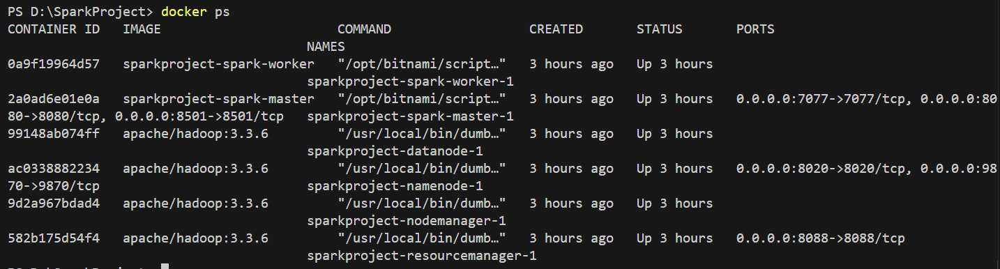 PS D:\SparkProject> docker ps
CONTAINER ID   IMAGE                       COMMAND                  CREATED       STATUS       PORTS
                                       NAMES
0a9f19964d57   sparkproject-spark-worker   "/opt/bitnami/script…"   3 hours ago   Up 3 hours
                                       sparkproject-spark-worker-1
2a0ad6e01e0a   sparkproject-spark-master   "/opt/bitnami/script…"   3 hours ago   Up 3 hours   0.0.0.0:7077->7077/tcp, 0.0.0.0:80
80->8080/tcp, 0.0.0.0:8501->8501/tcp   sparkproject-spark-master-1
99148ab074ff   apache/hadoop:3.3.6         "/usr/local/bin/dumb…"   3 hours ago   Up 3 hours
                                       sparkproject-datanode-1
ac0338882234   apache/hadoop:3.3.6         "/usr/local/bin/dumb…"   3 hours ago   Up 3 hours   0.0.0.0:8020->8020/tcp, 0.0.0.0:98
70->9870/tcp                           sparkproject-namenode-1
9d2a967bdad4   apache/hadoop:3.3.6         "/usr/local/bin/dumb…"   3 hours ago   Up 3 hours
                                       sparkproject-nodemanager-1
582b175d54f4   apache/hadoop:3.3.6         "/usr/local/bin/dumb…"   3 hours ago   Up 3 hours   0.0.0.0:8088->8088/tcp
                                       sparkproject-resourcemanager-1